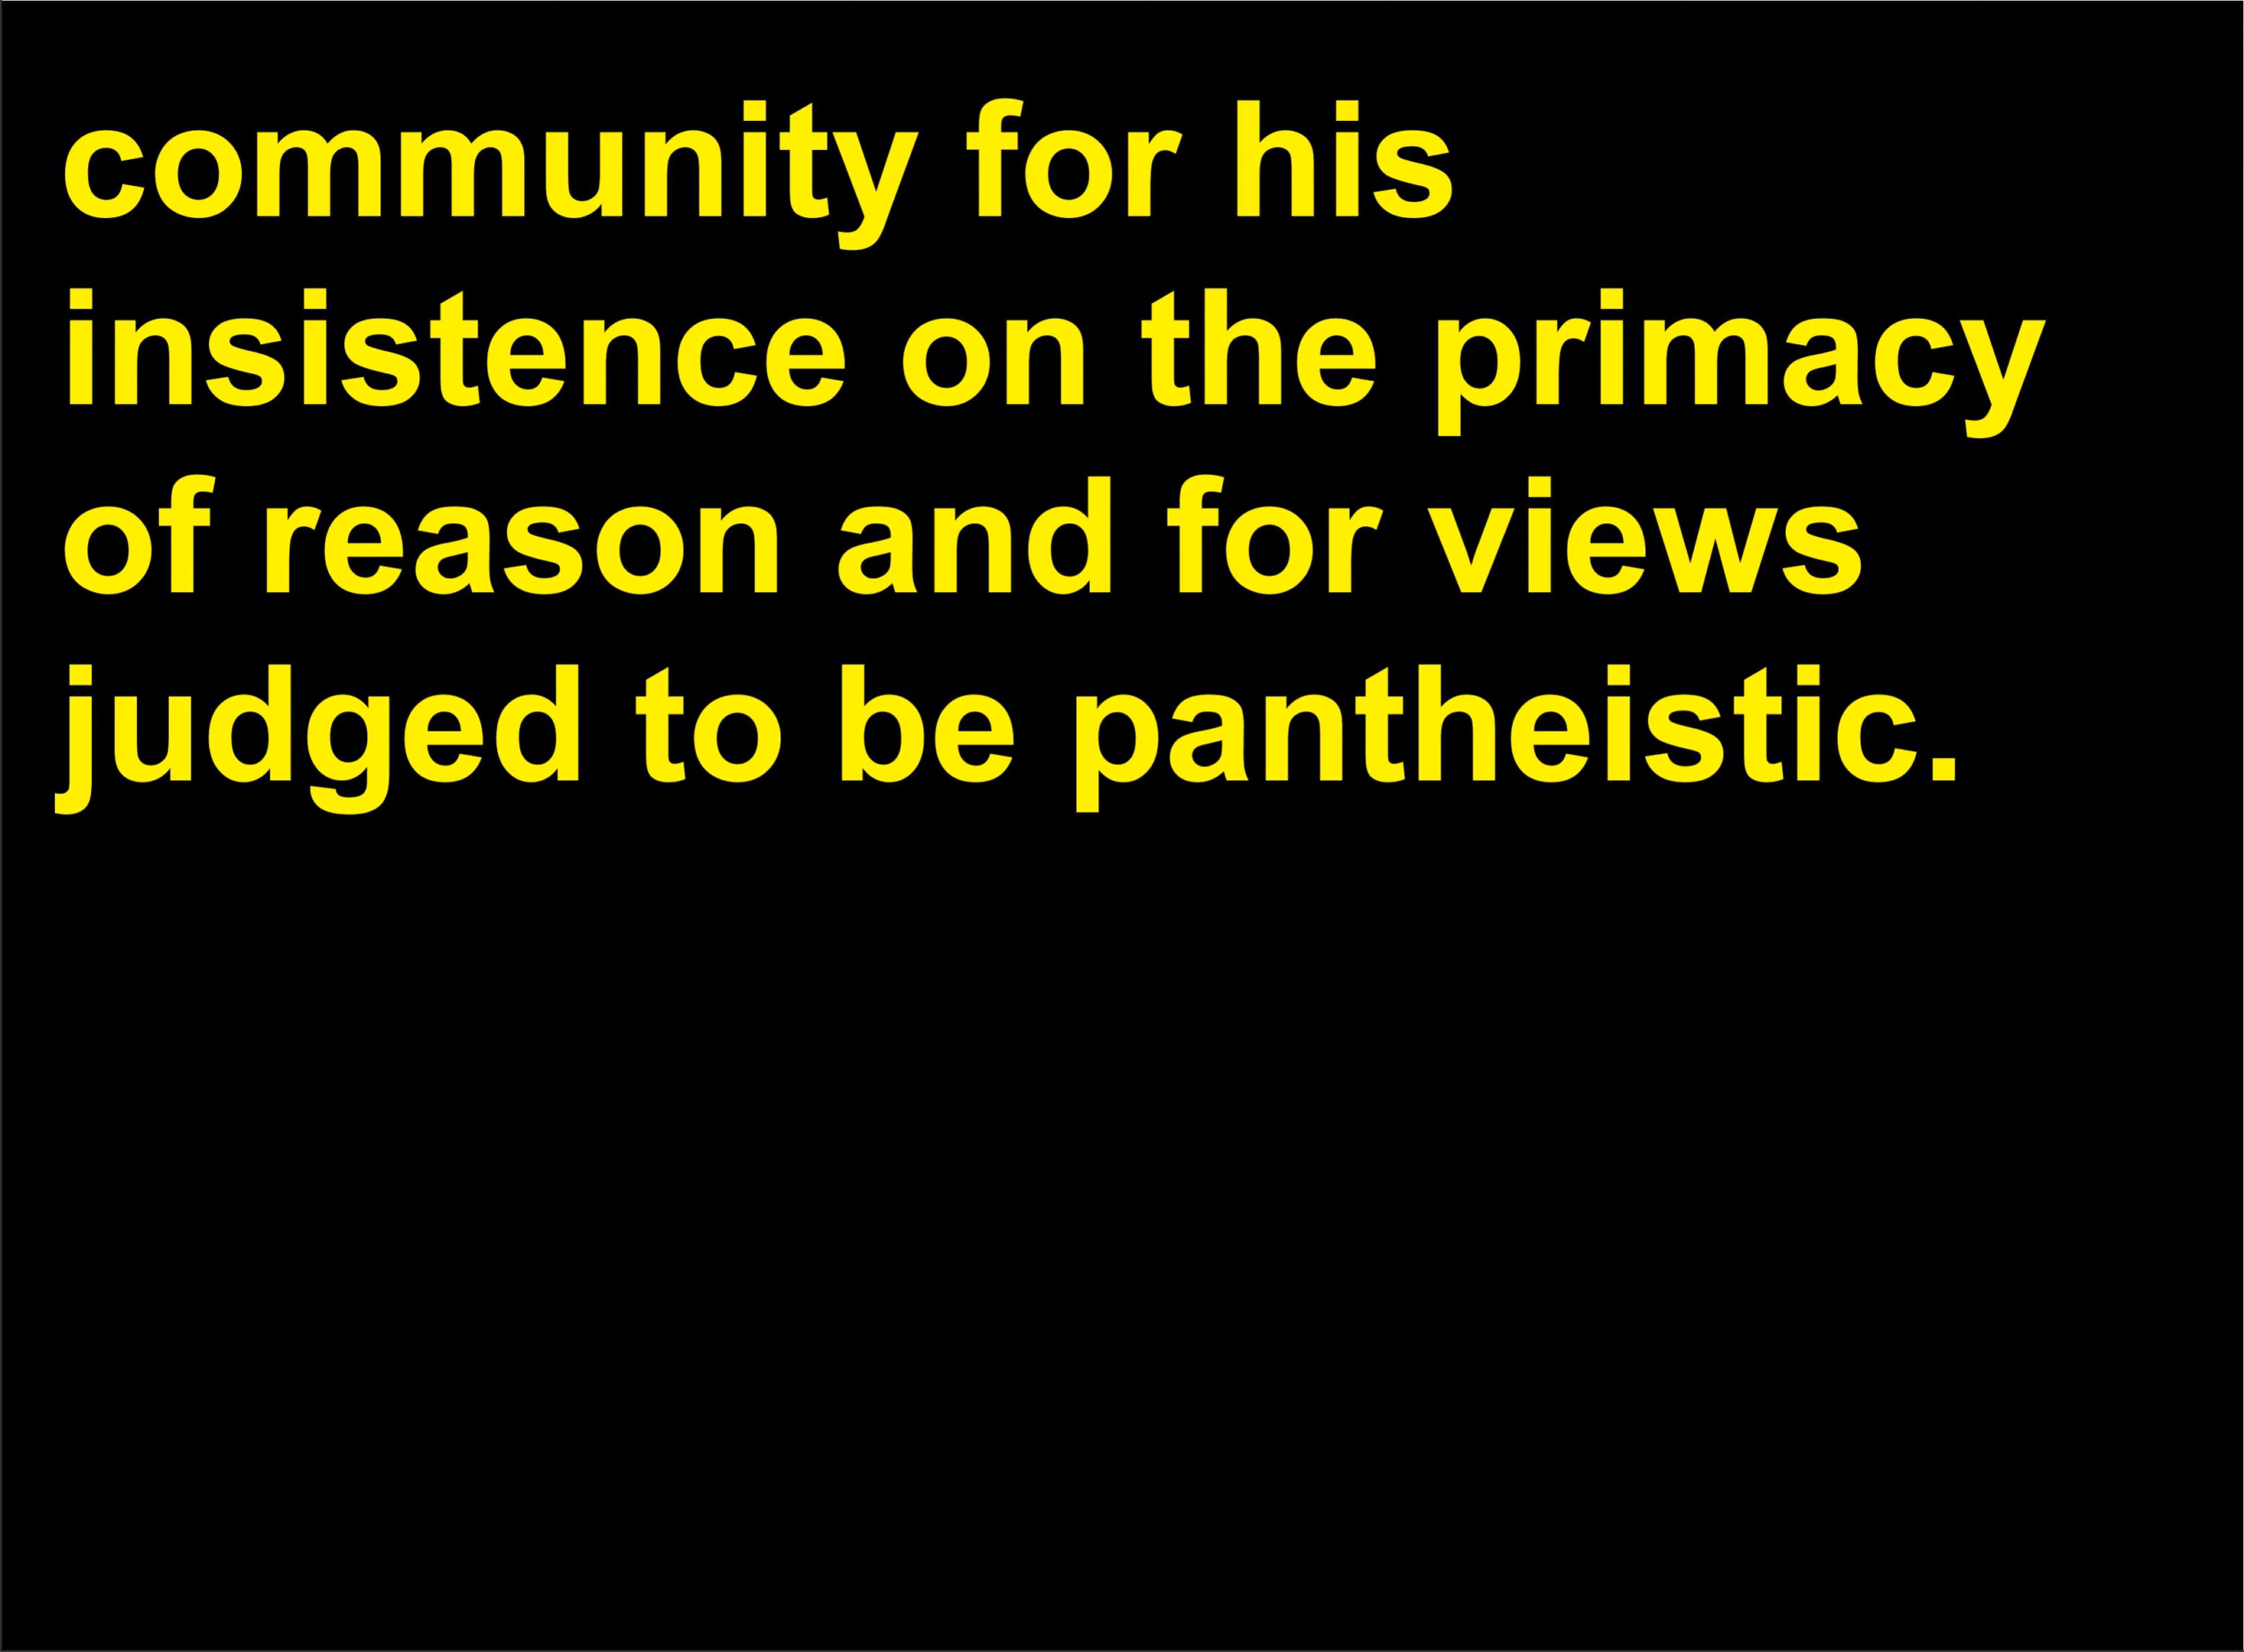 community for his
insistence on the primacy
of reason and for views
judged to be pantheistic.